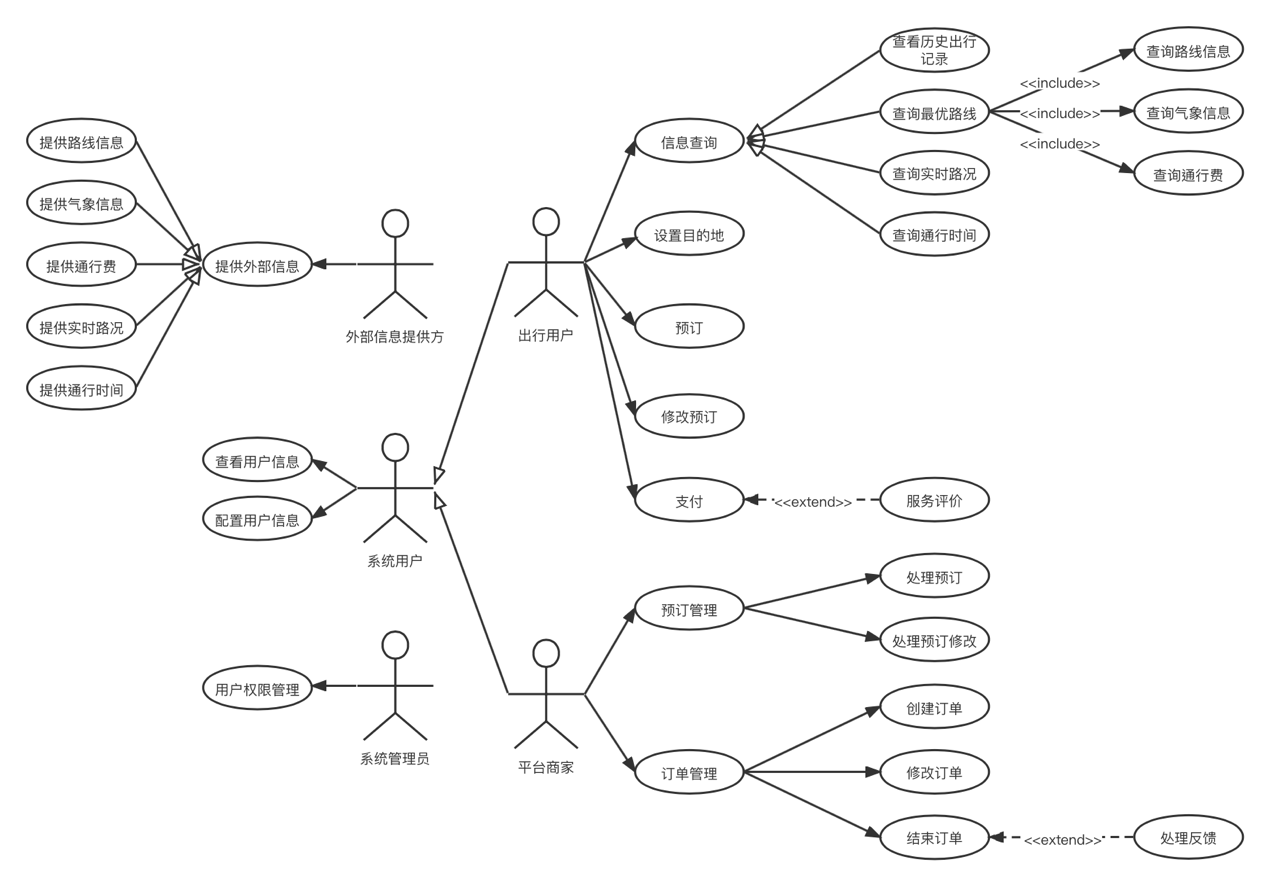 查看历史出行
记录
查询路线信息
<<include>>
查询最优路线
<<include>>
查询气象信息
<<include>>
提供路线信息
信息查询
查询实时路况
查询通行费
提供气象信息
设置目的地
查询通行时间
提供通行费
提供外部信息
提供实时路况
外部信息提供方
出行用户
预订
提供通行时间
修改预订
查看用户信息
支付
<<extend>>
服务评价
配置用户信息
系统用户
处理预订
预订管理
处理预订修改
用户权限管理
创建订单
系统管理员
平台商家
订单管理
修改订单
结束订单
<<extend>>
处理反馈